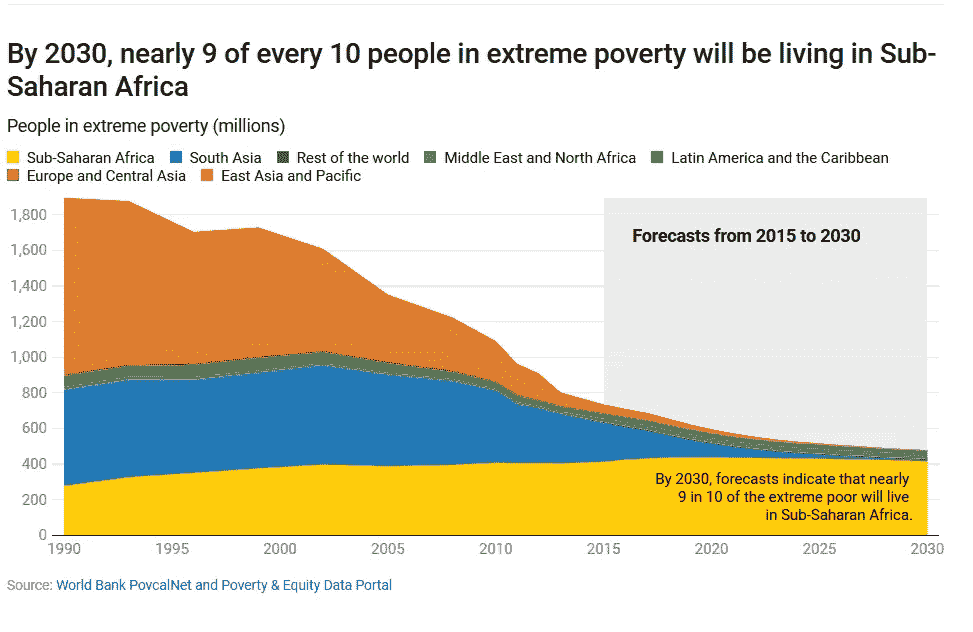 By 2030, nearly 9 of every 10 people in extreme poverty will be living in Sub-
Saharan Africa
People in extreme poverty (millions)
Sub-Saharan Africa South Asia Rest of the world Middle East and North Africa Latin America and the Caribbean
Europe and Central Asia East Asia and Pacific
1,800
1,600
1,400
1,200
1,000
800
600
400
200
0
Forecasts from 2015 to 2030
By 2030, forecasts indicate that nearly
9 in 10 of the extreme poor will live
in Sub-Saharan Africa.
1990 1995 2000 2005 2010 2015 2020 2025 2030
Source: World Bank PovcalNet and Poverty & Equity Data Portal